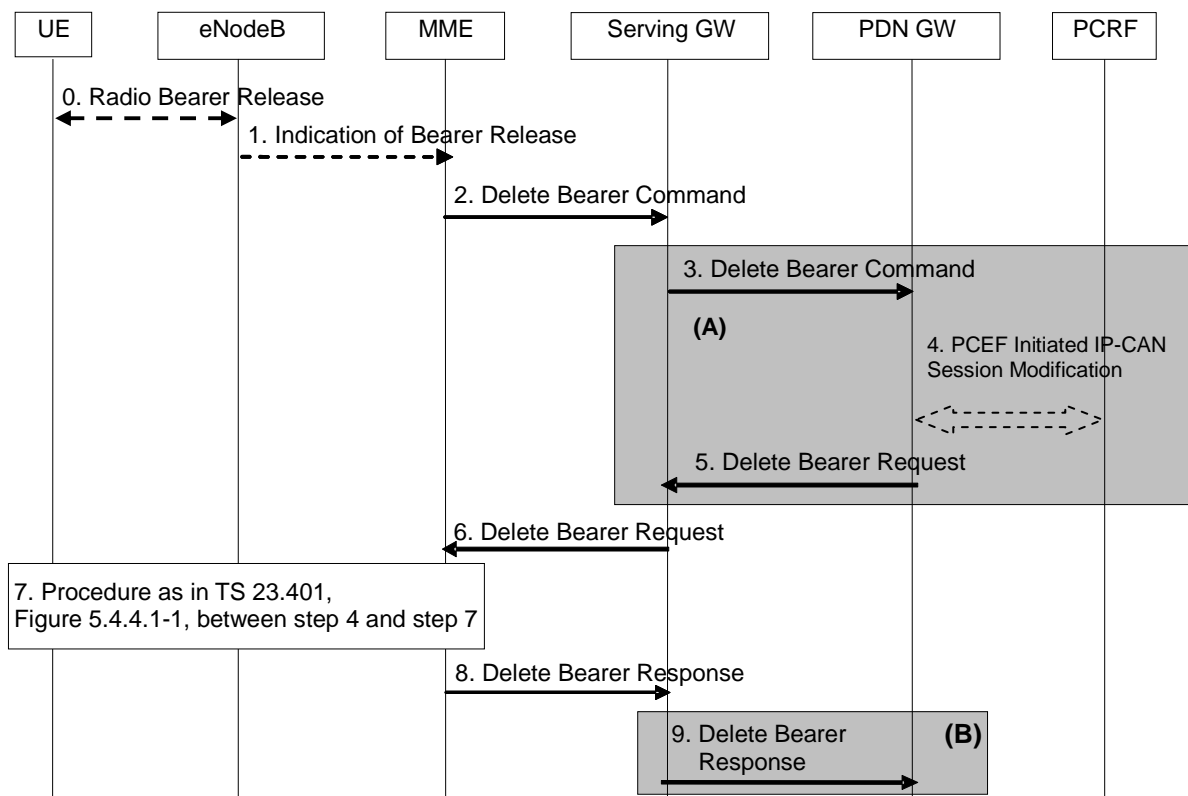 UE
eNodeB
MME
Serving GW
PDN GW
PCRF
0. Radio Bearer Release
1. Indication of Bearer Release
2. Delete Bearer Command
3. Delete Bearer Command
(A)
4. PCEF Initiated IP-CAN
Session Modification
5. Delete Bearer Request
6. Delete Bearer Request
7. Procedure as in TS 23.401,
Figure 5.4.4.1-1, between step 4 and step 7
8. Delete Bearer Response
9. Delete Bearer
Response
(B)